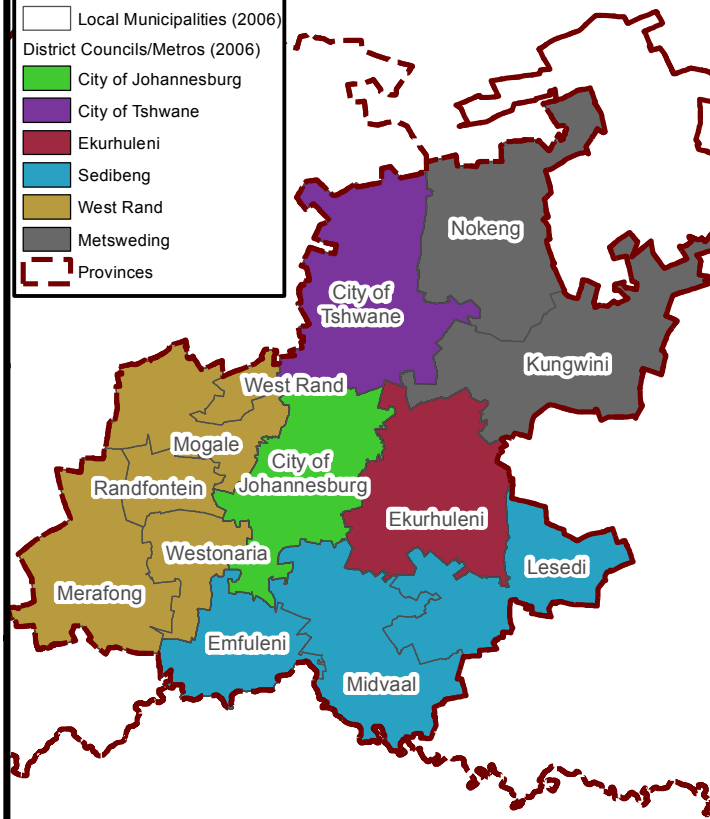 Local Municipalities (2006)
District Councils/Metros (2006)
City of Johannesburg
City of Tshwane
Ekurhuleni
Sedibeng
West Rand
Metsweding
Provinces
Nokeng
City of
Tshwane
Kungwini
West Rand
Mogale
City of
Johannesburg
Randfontein
Ekurhuleni
Westonaria
Lesedi
Merafong
Emfuleni
Midvaal